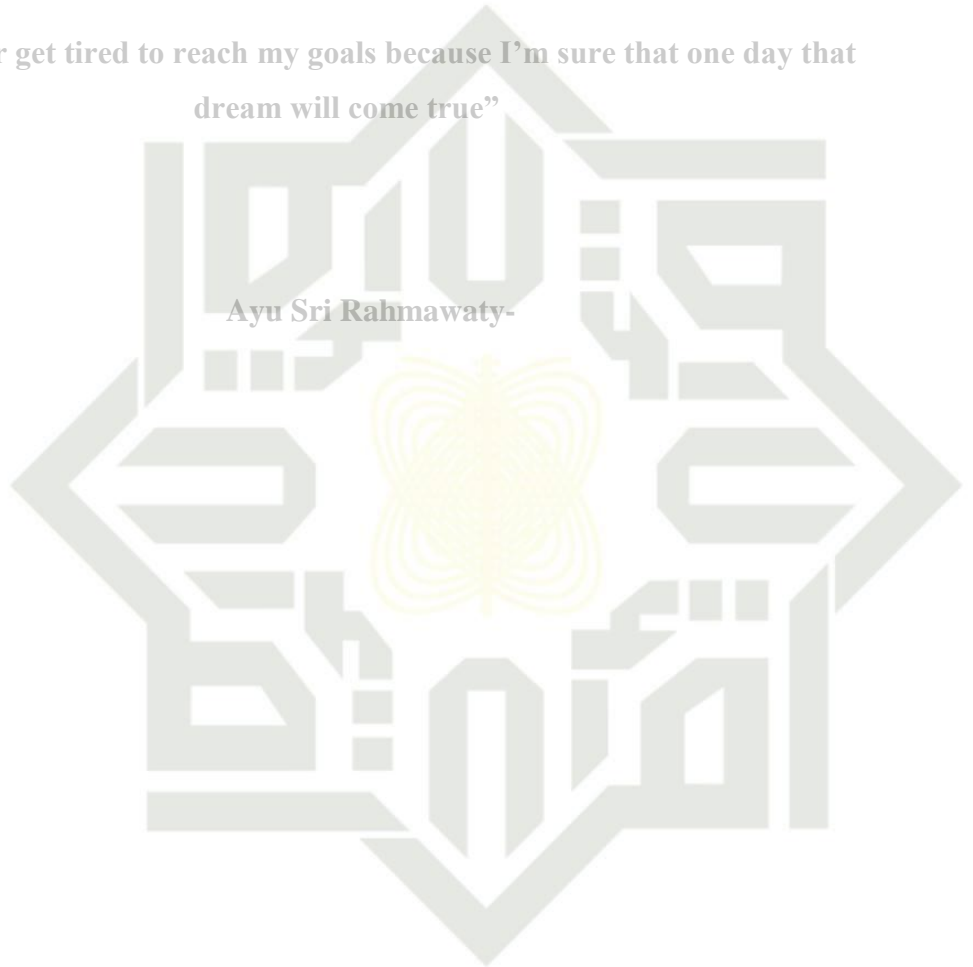 get tired to reach my goals because I’m sure that one day that
dream will come true”
Ayu Sri Rahmawaty-